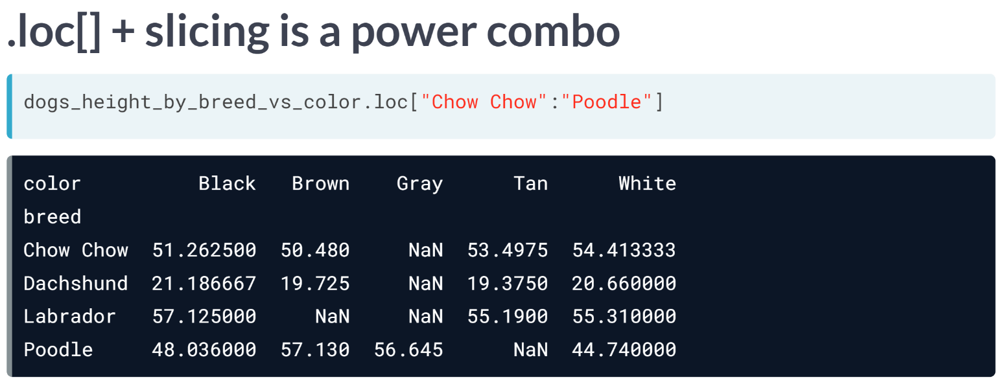 .loc[] + slicing is a power combo
dogs_height_by_breed_vs_color.loc["Chow Chow":"Poodle"]
color Black Brown Gray Tan White
breed
Chow Chow 51.262500 50.480 NaN 53.4975 54.413333
Dachshund 21.186667 19.725 NaN 19.3750 20.660000
Labrador 57.125000 NaN NaN 55.1900 55.310000
Poodle 48.036000 57.130 56.645 NaN 44.740000